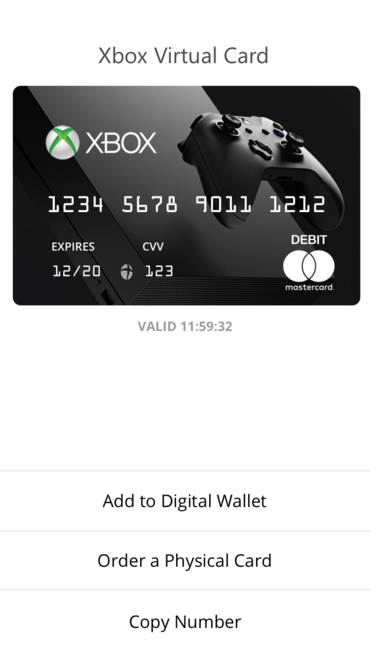 Xbox Virtual Card
XBOX
1234 5678 9011 1212
EXPIRES CVV DEBIT
12/20 123
mastercard
VALID 11:59:32
Add to Digital Wallet
Order a Physical Card
Copy Number